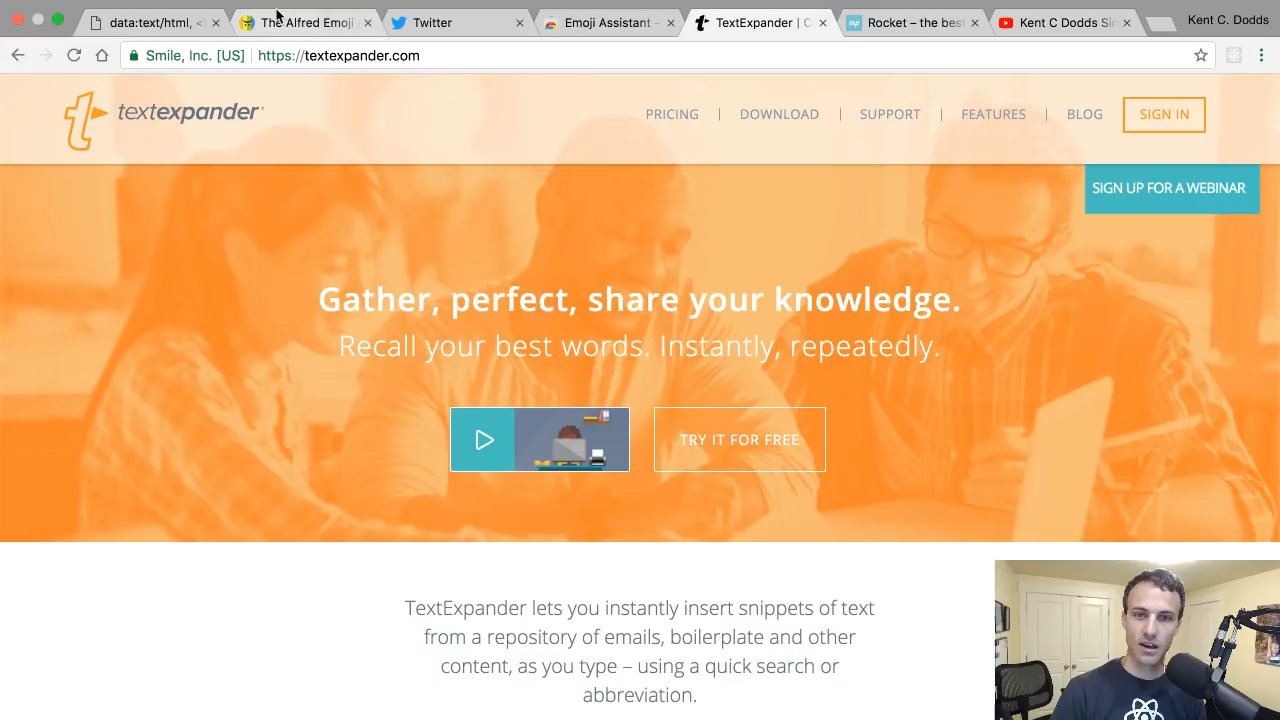 data:text/html, <
The Alfred Emoji
Twitter
Emoji Assistant -
TextExpander | C
Rocket – the best
Kent C Dodds Sin
Kent C. Dodds
Smile, Inc. [US]
https://textexpander.com
textexpander
PRICING | DOWNLOAD | SUPPORT | FEATURES | BLOG
SIGN IN
SIGN UP FOR A WEBINAR
Gather, perfect, share your knowledge.
Recall your best words. Instantly, repeatedly.
TRY IT FOR FREE
TextExpander lets you instantly insert snippets of text
from a repository of emails, boilerplate and other
content, as you type – using a quick search or
abbreviation.